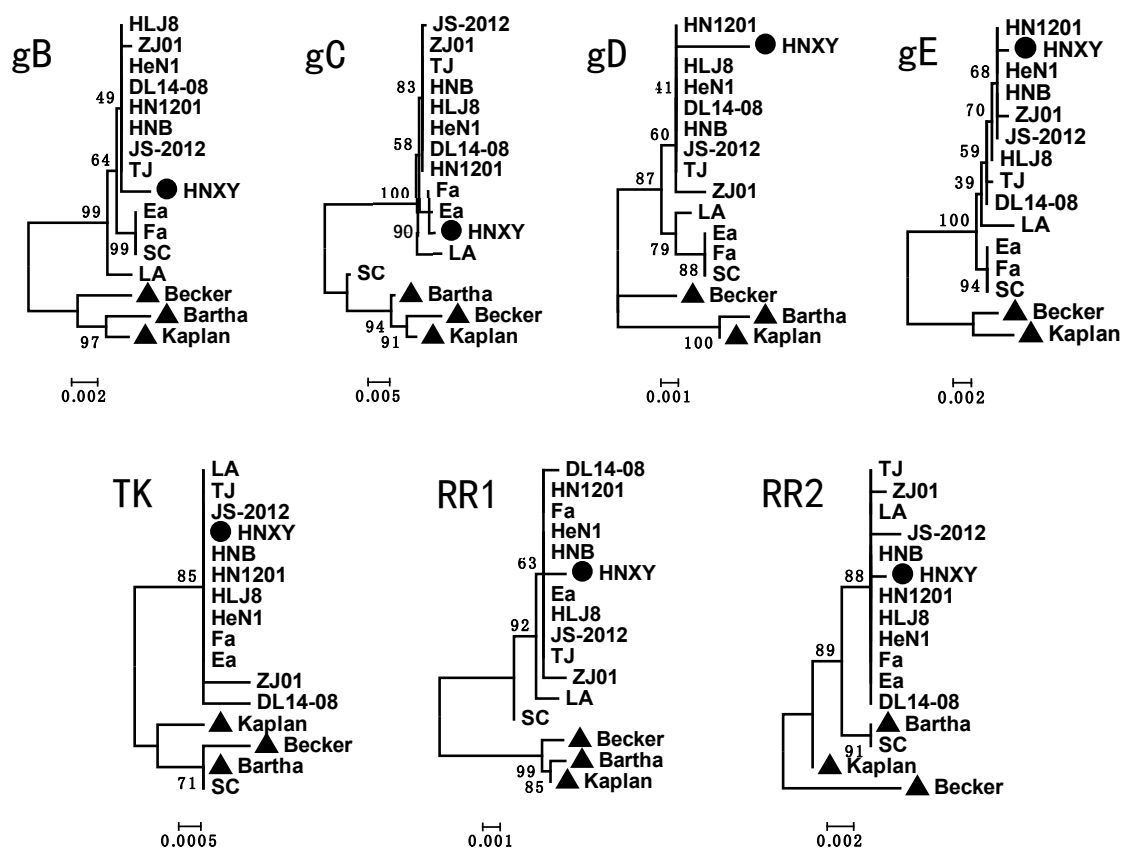 gB
HLJ8
ZJ01
HeN1
DL14-08
49
HN1201
HNB
JS-2012
64
TJ
HNXY
99
Ea
Fa
99
SC
LA
Becker
Bartha
97
Kaplan
0.002
gC
JS-2012
ZJ01
TJ
83
HNB
HLJ8
HeN1
58
DL14-08
HN1201
100
Fa
Ea
90
HNXY
LA
SC
Bartha
94
Becker
91
Kaplan
0.005
gD
HN1201
HNXY
HLJ8
41
HeN1
DL14-08
60
HNB
JS-2012
TJ
87
ZJ01
LA
Ea
79
Fa
88
SC
Becker
Bartha
100
Kaplan
0.001
gE
HN1201
HNXY
68
HeN1
HNB
70
ZJ01
JS-2012
59
HLJ8
39
TJ
DL14-08
100
LA
Ea
Fa
94
SC
Becker
Kaplan
0.002
TK
LA
TJ
JS-2012
HNXY
HNB
85
HN1201
HLJ8
HeN1
Fa
Ea
ZJ01
DL14-08
Kaplan
Becker
Bartha
71
SC
0.0005
RR1
DL14-08
HN1201
Fa
HeN1
HNB
63
HNXY
Ea
HLJ8
92
JS-2012
TJ
ZJ01
LA
SC
Becker
Bartha
99
Kaplan
85
0.001
RR2
TJ
ZJ01
LA
JS-2012
HNB
88
HNXY
HN1201
HLJ8
HeN1
89
Fa
Ea
DL14-08
Bartha
91
SC
Kaplan
Becker
0.002